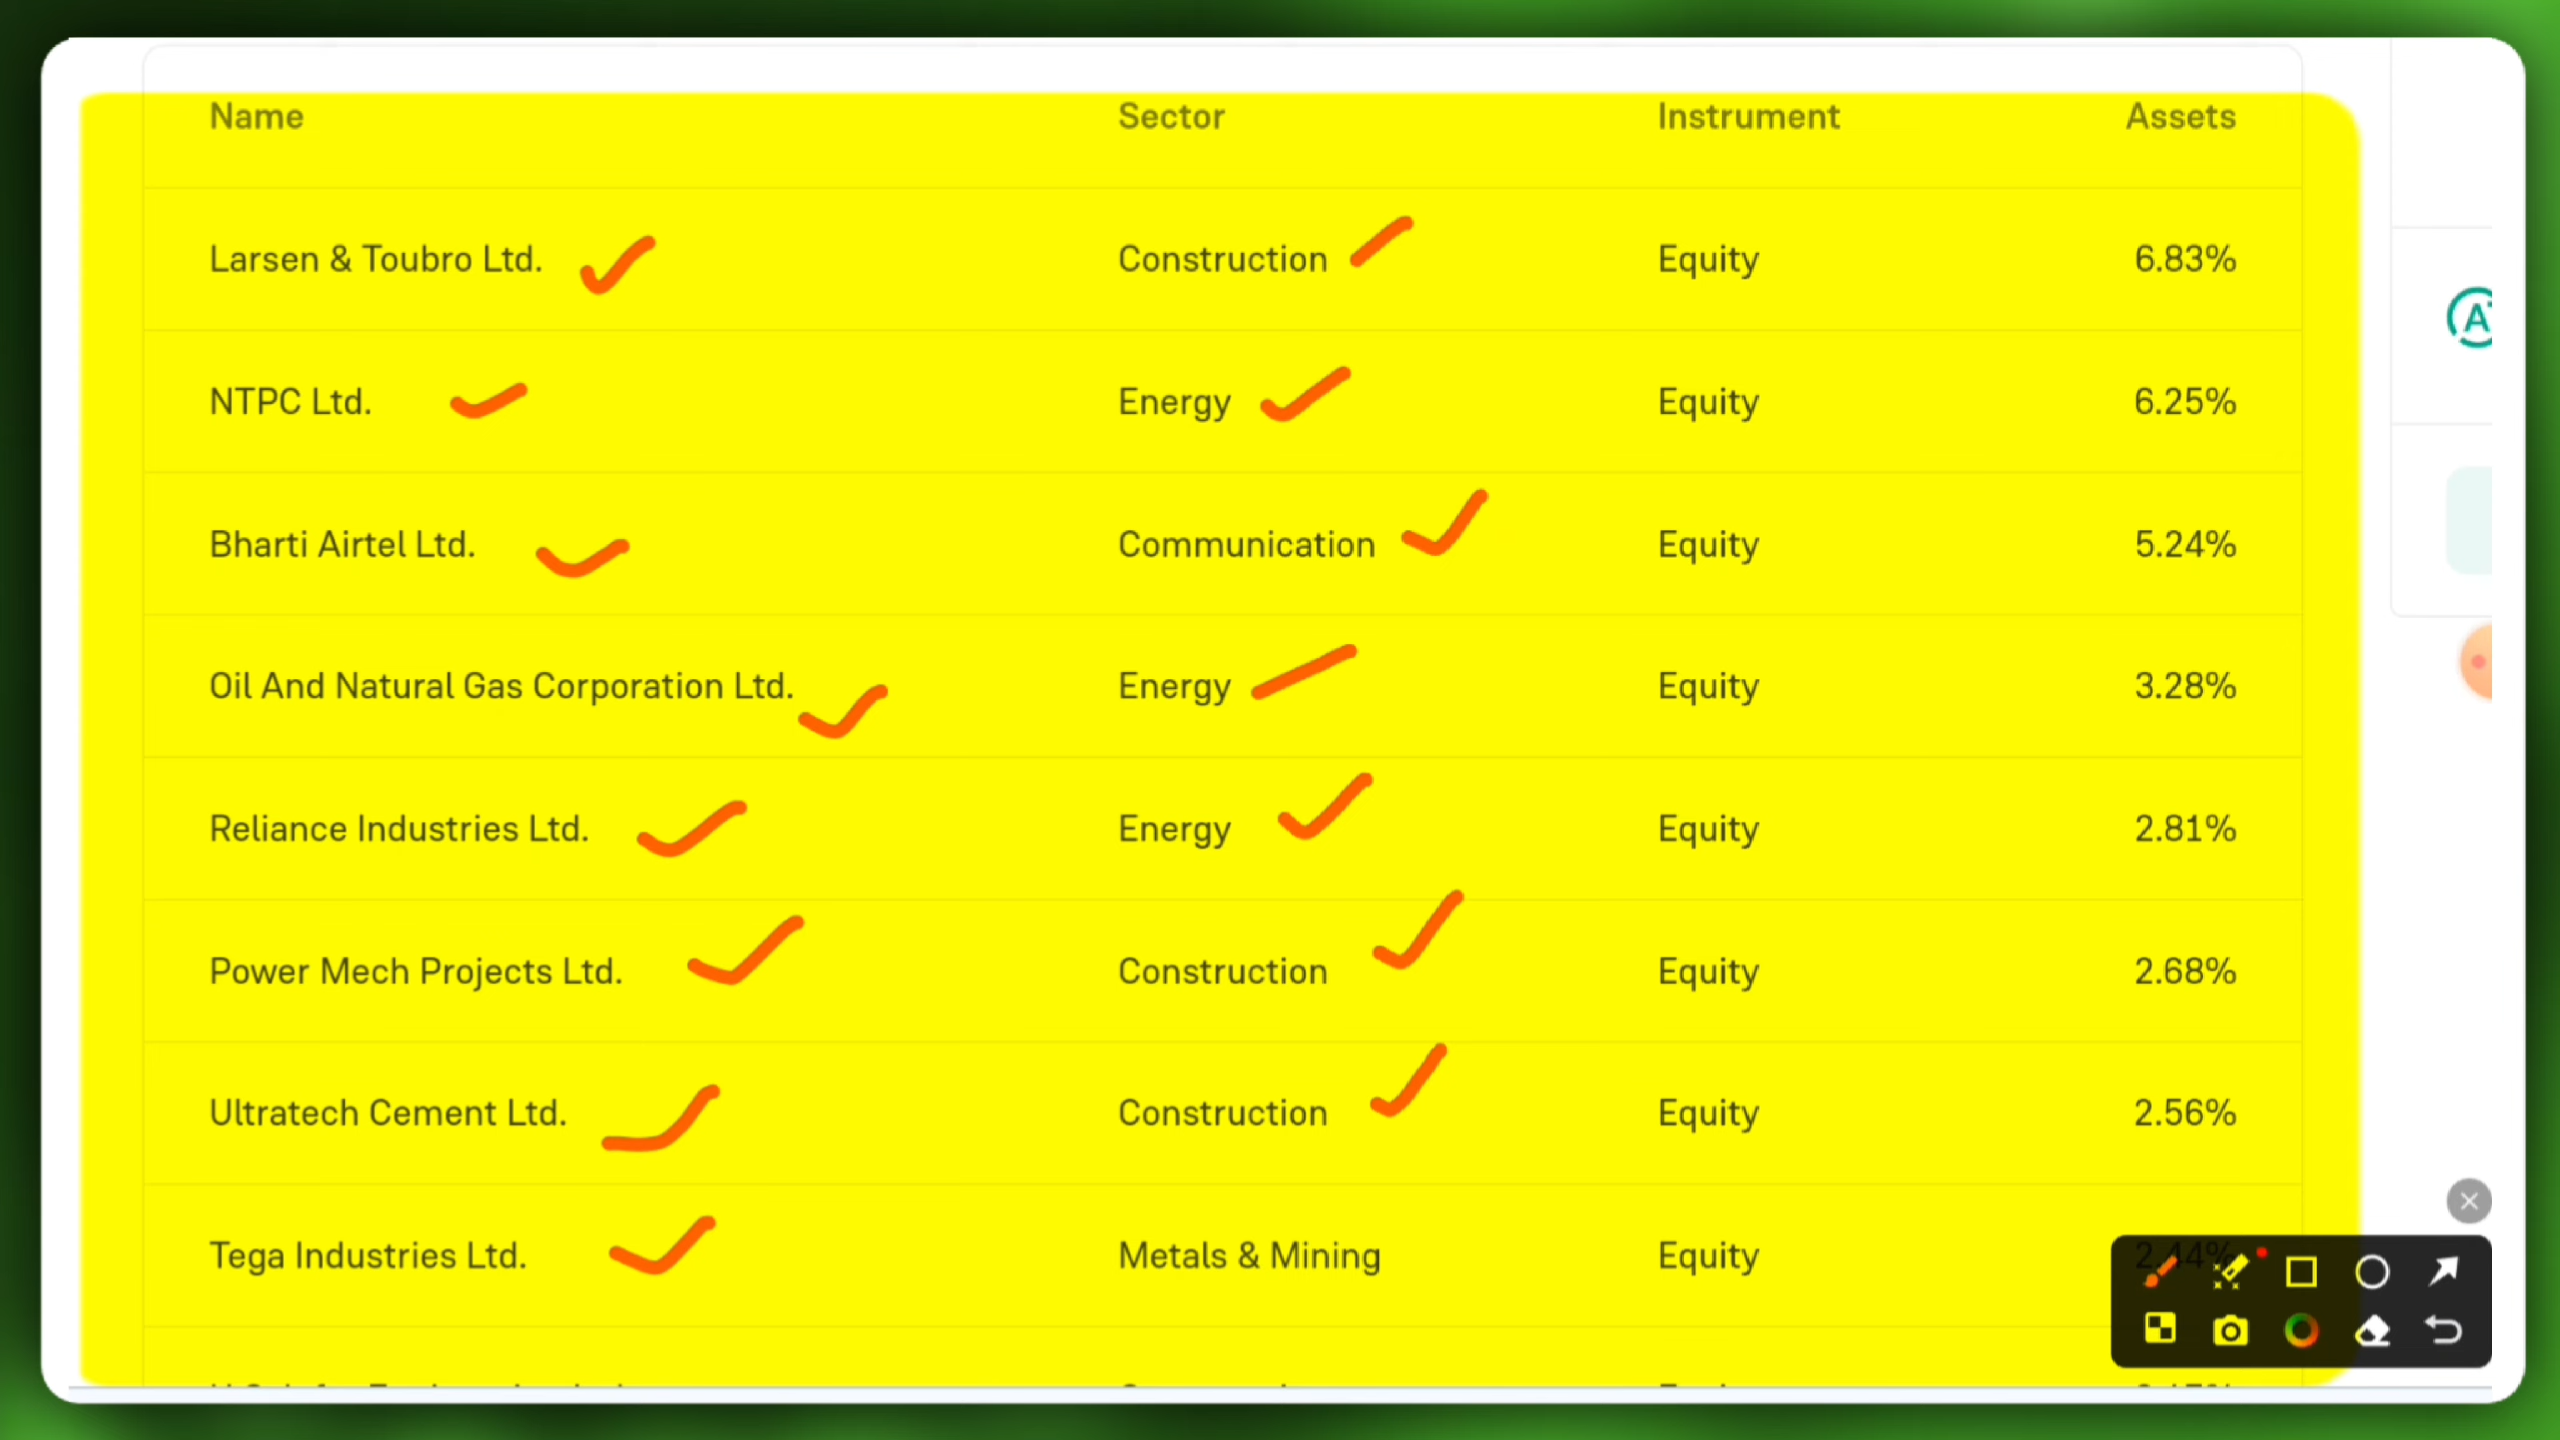 Name Sector Instrument Assets
Larsen & Toubro Ltd. Construction Equity 6.83%
NTPC Ltd. Energy Equity 6.25%
Bharti Airtel Ltd. Communication Equity 5.24%
Oil And Natural Gas Corporation Ltd. Energy Equity 3.28%
Reliance Industries Ltd. Energy Equity 2.81%
Power Mech Projects Ltd. Construction Equity 2.68%
Ultratech Cement Ltd. Construction Equity 2.56%
Tega Industries Ltd. Metals & Mining Equity 2.44%